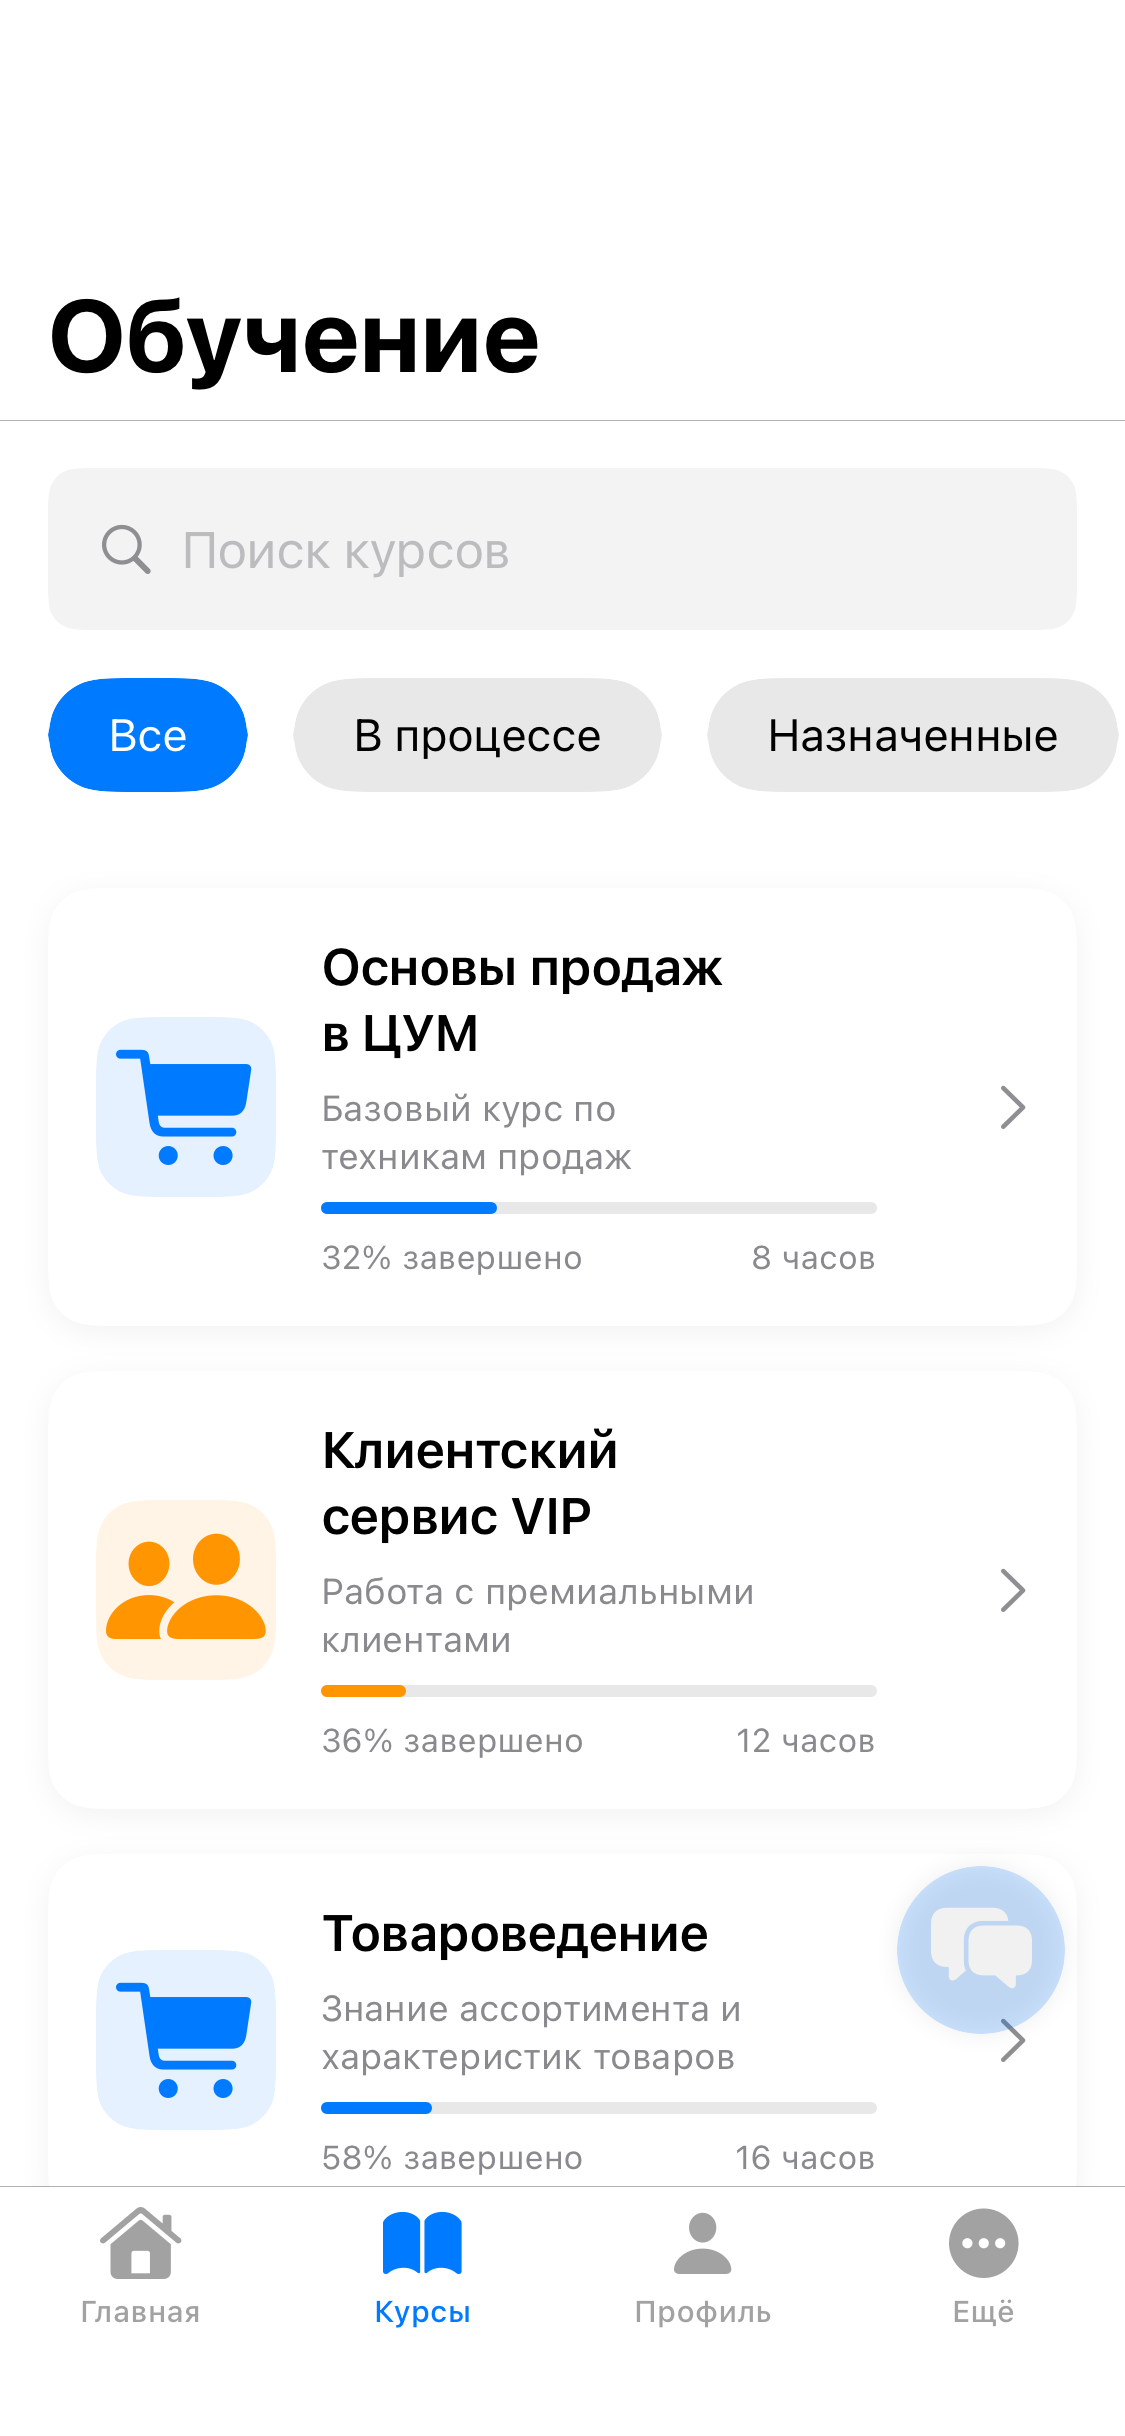 Обучение
Поиск курсов
Все
В процессе
Назначенные
Основы продаж
в ЦУМ
Базовый курс по
техникам продаж
32% завершено
8 часов
Клиентский
сервис VIP
Работа с премиальными
клиентами
36% завершено
12 часов
Товароведение
Знание ассортимента и
характеристик товаров
58% завершено
16 часов
Главная
Курсы
Профиль
Ещё